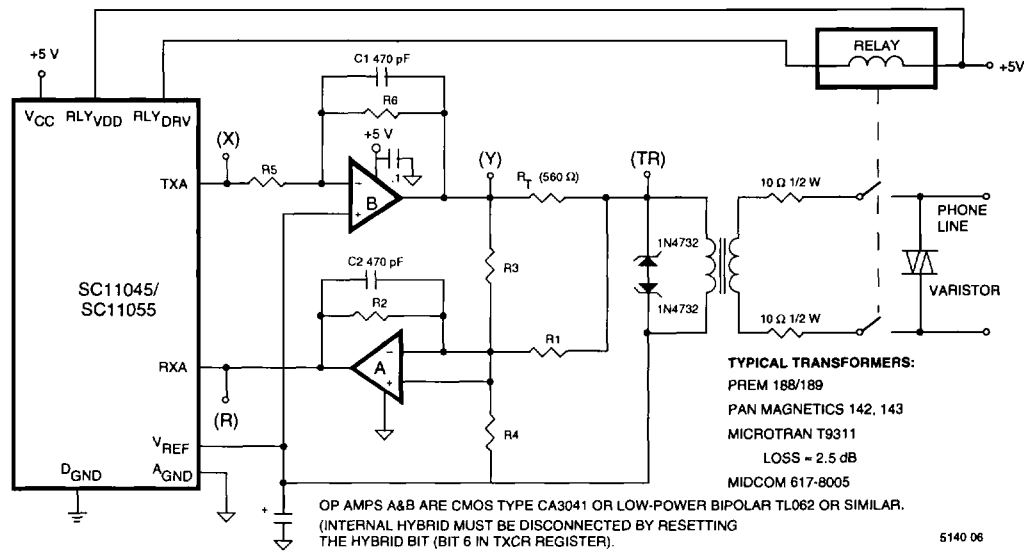 RELAY
+5 V
+5V
C1 470 pF
R6
VCC RLYVDD RLYDRV
(X)
+5 V
(Y)
(TR)
TXA
R5
.1
RT (560 Ω)
10 Ω 1/2 W
−
B
+
PHONE
LINE
1N4732
C2 470 pF
R3
SC11045/
SC11055
R2
VARISTOR
1N4732
10 Ω 1/2 W
R1
RXA
−
A
+
TYPICAL TRANSFORMERS:
PREM 188/189
(R)
PAN MAGNETICS 142, 143
R4
MICROTRAN T9311
VREF
LOSS = 2.5 dB
DGND AGND
MIDCOM 617-8005
+
OP AMPS A&B ARE CMOS TYPE CA3041 OR LOW-POWER BIPOLAR TL062 OR SIMILAR.
(INTERNAL HYBRID MUST BE DISCONNECTED BY RESETTING
THE HYBRID BIT (BIT 6 IN TXCR REGISTER).
5140 06